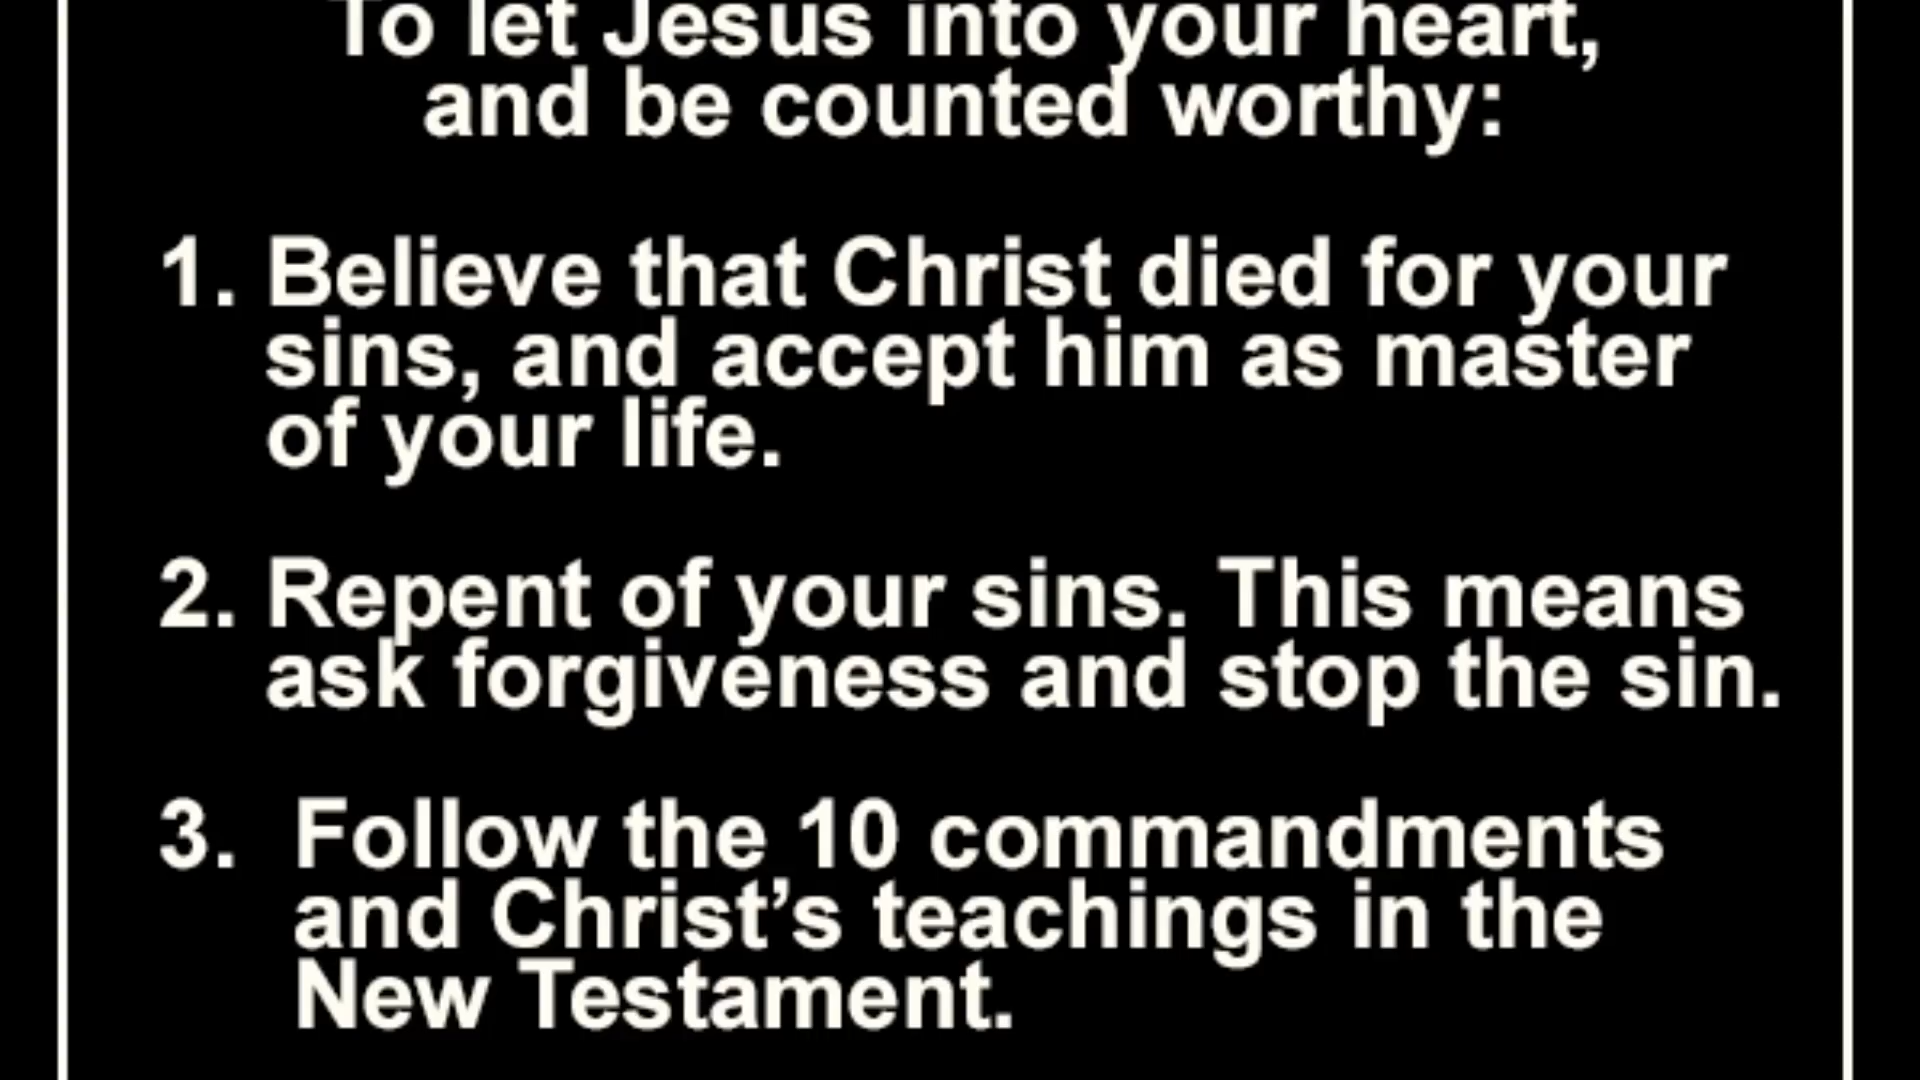 To let Jesus into your heart,
and be counted worthy:
1. Believe that Christ died for your
sins, and accept him as master
of your life.
2. Repent of your sins. This means
ask forgiveness and stop the sin.
3. Follow the 10 commandments
and Christ’s teachings in the
New Testament.